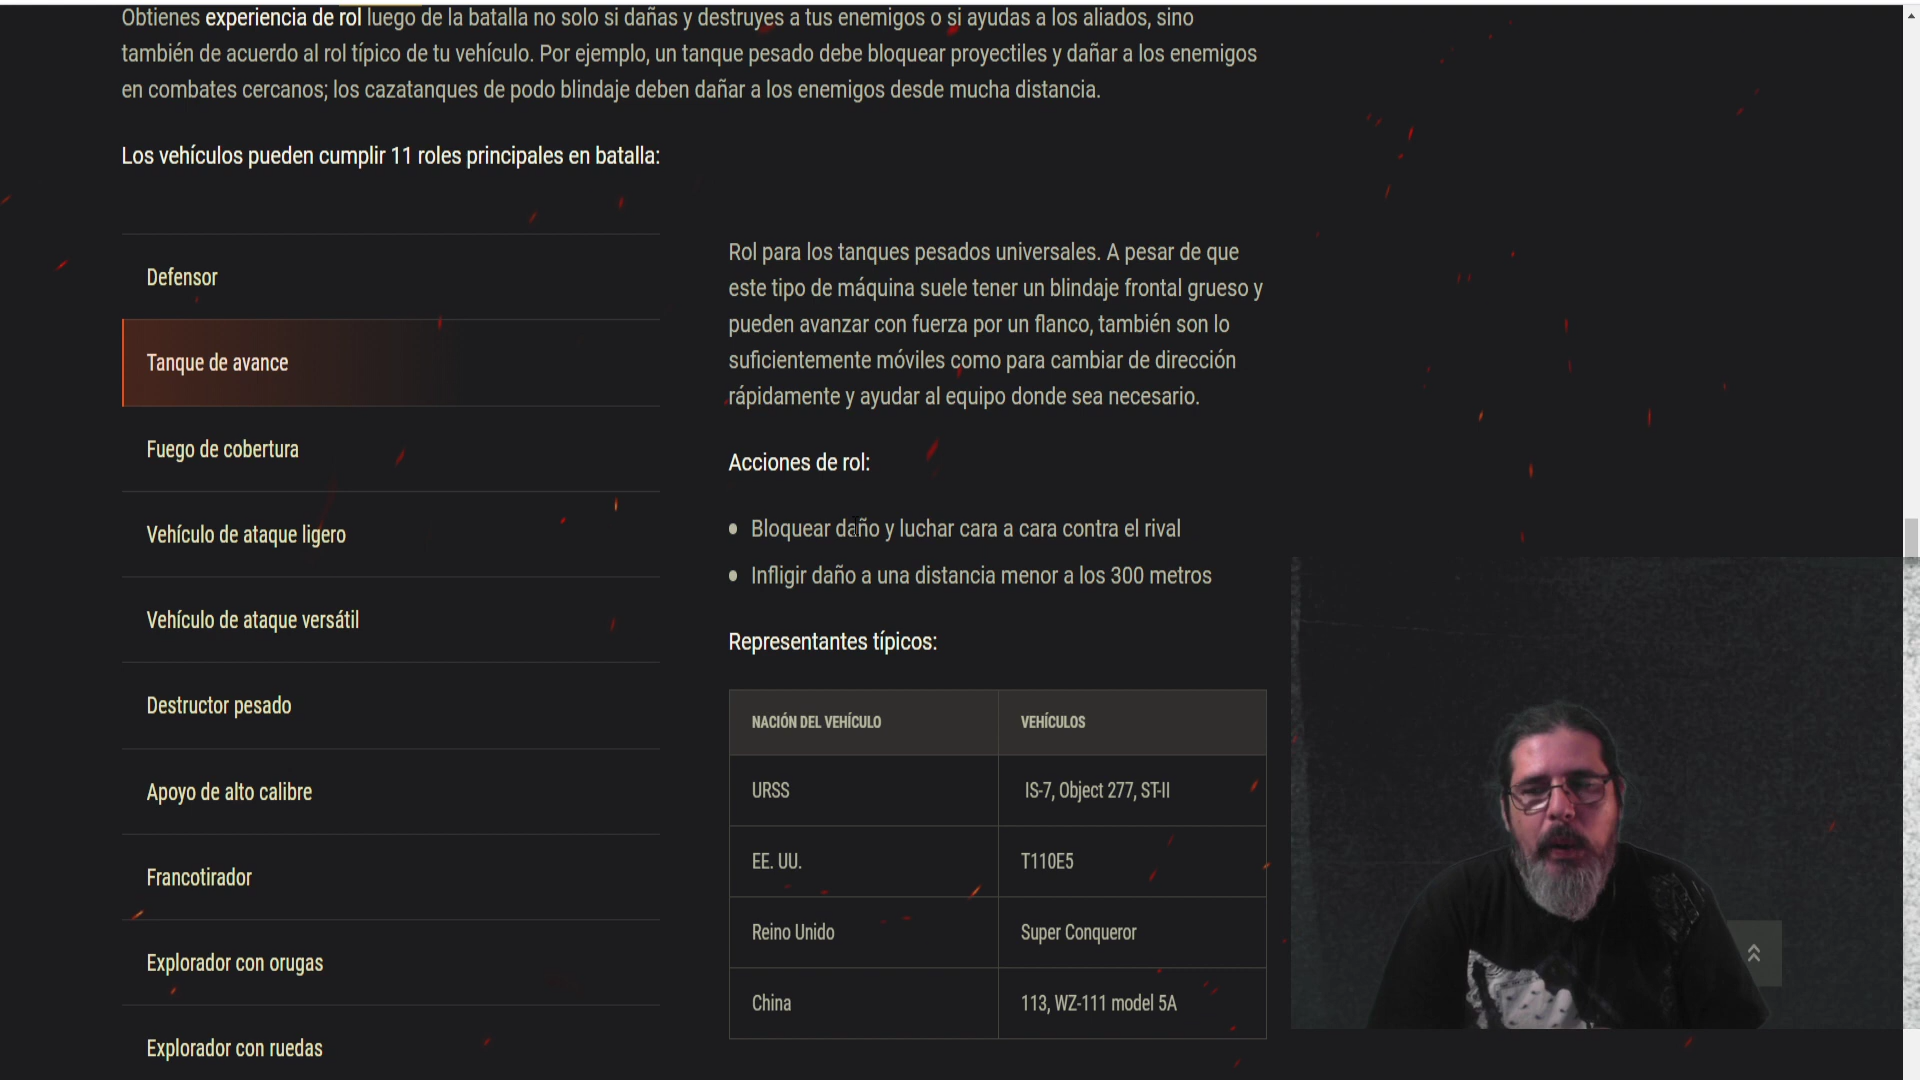 Obtienes experiencia de rol luego de la batalla no solo si dañas y destruyes a tus enemigos o si ayudas a los aliados, sino
también de acuerdo al rol típico de tu vehículo. Por ejemplo, un tanque pesado debe bloquear proyectiles y dañar a los enemigos
en combates cercanos; los cazatanques de podo blindaje deben dañar a los enemigos desde mucha distancia.
Los vehículos pueden cumplir 11 roles principales en batalla:
Defensor
Tanque de avance
Fuego de cobertura
Vehículo de ataque ligero
Vehículo de ataque versátil
Destructor pesado
Apoyo de alto calibre
Francotirador
Explorador con orugas
Explorador con ruedas
Rol para los tanques pesados universales. A pesar de que
este tipo de máquina suele tener un blindaje frontal grueso y
pueden avanzar con fuerza por un flanco, también son lo
suficientemente móviles como para cambiar de dirección
rápidamente y ayudar al equipo donde sea necesario.
Acciones de rol:
• Bloquear daño y luchar cara a cara contra el rival
• Infligir daño a una distancia menor a los 300 metros
Representantes típicos:
NACIÓN DEL VEHÍCULO VEHÍCULOS
URSS IS-7, Object 277, ST-II
EE. UU. T110E5
Reino Unido Super Conqueror
China 113, WZ-111 model 5A